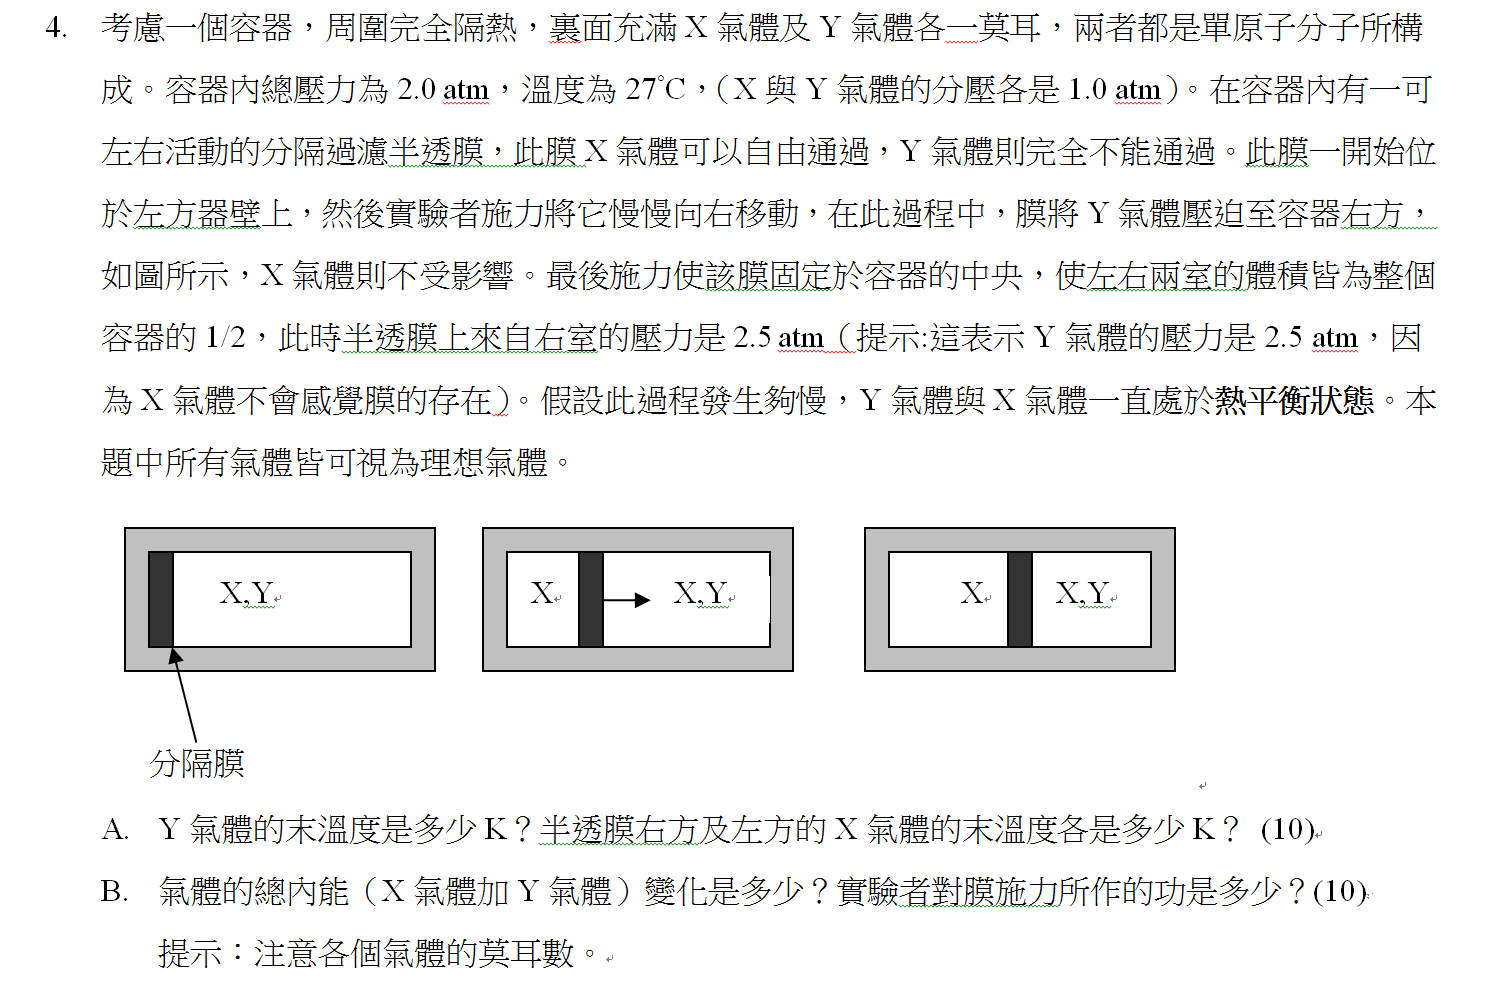 4. 考慮一個容器，周圍完全隔熱，裏面充滿 X 氣體及 Y 氣體各一莫耳，兩者都是單原子分子所構
成。容器內總壓力為 2.0 atm，溫度為 27°C，（X 與 Y 氣體的分壓各是 1.0 atm）。在容器內有一可
左右活動的分隔過濾半透膜，此膜 X 氣體可以自由通過，Y 氣體則完全不能通過。此膜一開始位
於左方器壁上，然後實驗者施力將它慢慢向右移動，在此過程中，膜將 Y 氣體壓迫至容器右方，
如圖所示，X 氣體則不受影響。最後施力使該膜固定於容器的中央，使左右兩室的體積皆為整個
容器的 1/2，此時半透膜上來自右室的壓力是 2.5 atm（提示:這表示 Y 氣體的壓力是 2.5 atm，因
為 X 氣體不會感覺膜的存在）。假設此過程發生夠慢，Y 氣體與 X 氣體一直處於熱平衡狀態。本
題中所有氣體皆可視為理想氣體。
X,Y X X,Y X X,Y
分隔膜
A. Y 氣體的末溫度是多少 K？半透膜右方及左方的 X 氣體的末溫度各是多少 K？ (10)
B. 氣體的總內能（X 氣體加 Y 氣體）變化是多少？實驗者對膜施力所作的功是多少？(10)
提示：注意各個氣體的莫耳數。